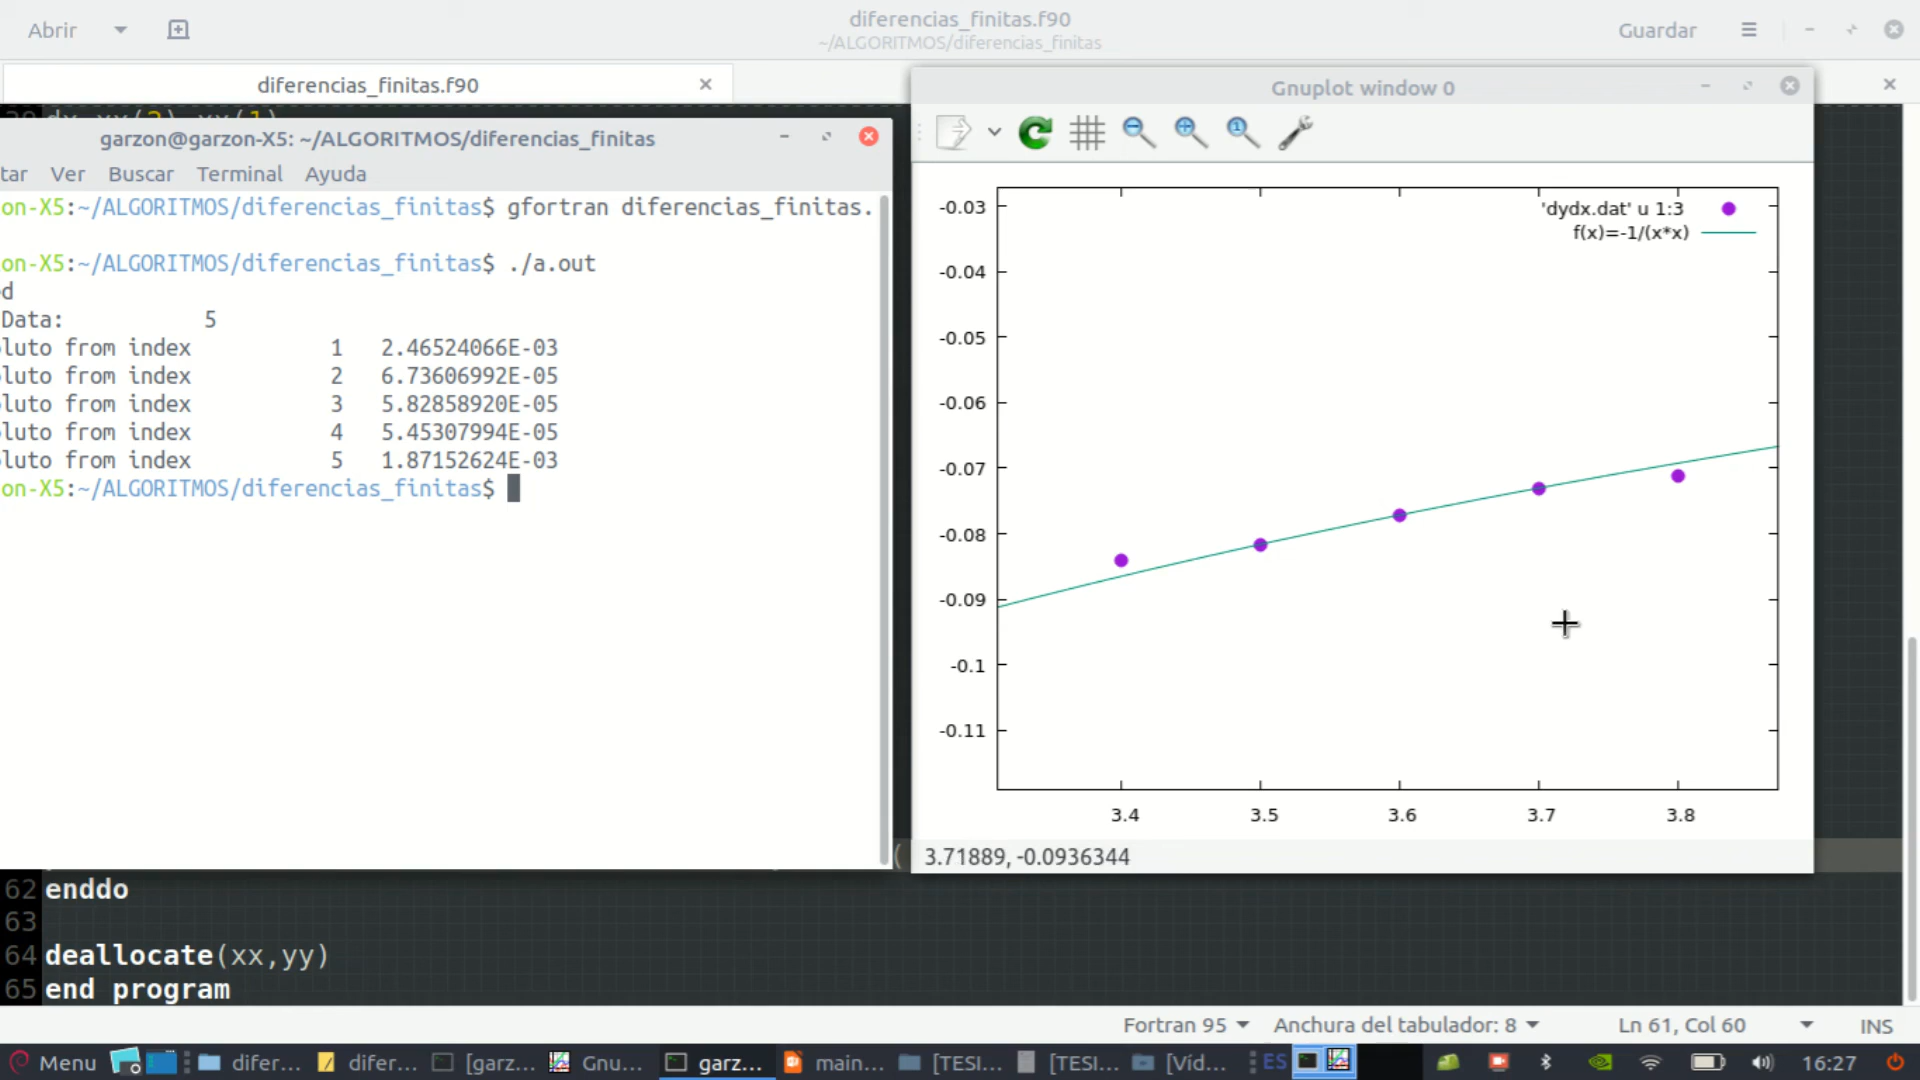 Abrir
diferencias_finitas.f90
~/ALGORITMOS/diferencias_finitas
Guardar
diferencias_finitas.f90
garzon@garzon-X5: ~/ALGORITMOS/diferencias_finitas
tar Ver Buscar Terminal Ayuda
on-X5:~/ALGORITMOS/diferencias_finitas$ gfortran diferencias_finitas.
on-X5:~/ALGORITMOS/diferencias_finitas$ ./a.out
d
Data: 5
luto from index 1 2.46524066E-03
luto from index 2 6.73606992E-05
luto from index 3 5.82858920E-05
luto from index 4 5.45307994E-05
luto from index 5 1.87152624E-03
on-X5:~/ALGORITMOS/diferencias_finitas$
Gnuplot window 0
'dydx.dat' u 1:3
f(x)=-1/(x*x)
-0.03
-0.04
-0.05
-0.06
-0.07
-0.08
-0.09
-0.1
-0.11
3.4 3.5 3.6 3.7 3.8
3.71889, -0.0936344
62 enddo
63
64 deallocate(xx,yy)
65 end program
Fortran 95 Anchura del tabulador: 8 Ln 61, Col 60 INS
Menu difer... difer... [garz... Gnu... garz... main... [TESI... [TESI... [Víd... ES 16:27